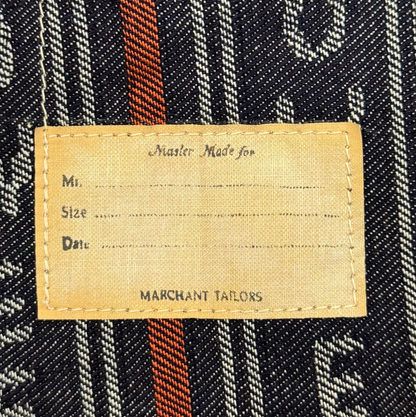 Master Made for
Mr.
Size
Date
MARCHANT TAILORS